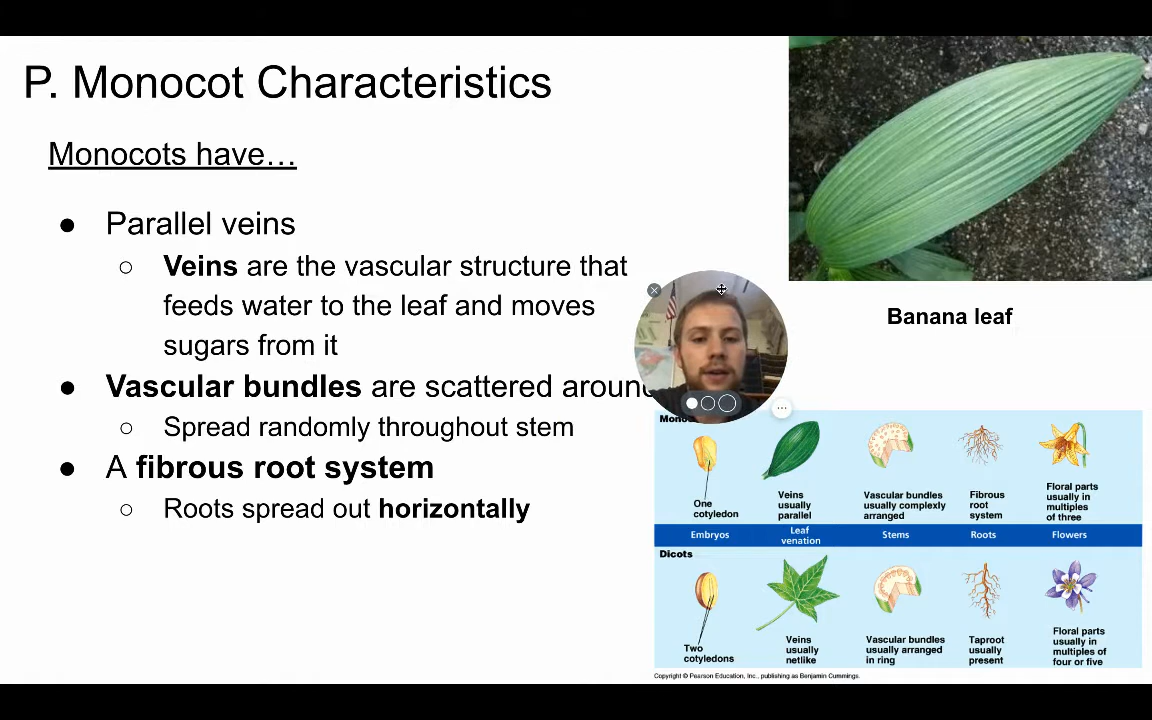 P. Monocot Characteristics
Monocots have…
● Parallel veins
○ Veins are the vascular structure that
feeds water to the leaf and moves
sugars from it
● Vascular bundles are scattered around
○ Spread randomly throughout stem
● A fibrous root system
○ Roots spread out horizontally
Banana leaf
One
cotyledon
Veins
usually
parallel
Vascular bundles
usually complexly
arranged
Fibrous
root
system
Floral parts
usually in
multiples
of three
Embryos
Leaf
venation
Stems
Roots
Flowers
Dicots
Two
cotyledons
Veins
usually
netlike
Vascular bundles
usually arranged
in ring
Taproot
usually
present
Floral parts
usually in
multiples of
four or five
Copyright © Pearson Education, Inc., publishing as Benjamin Cummings.